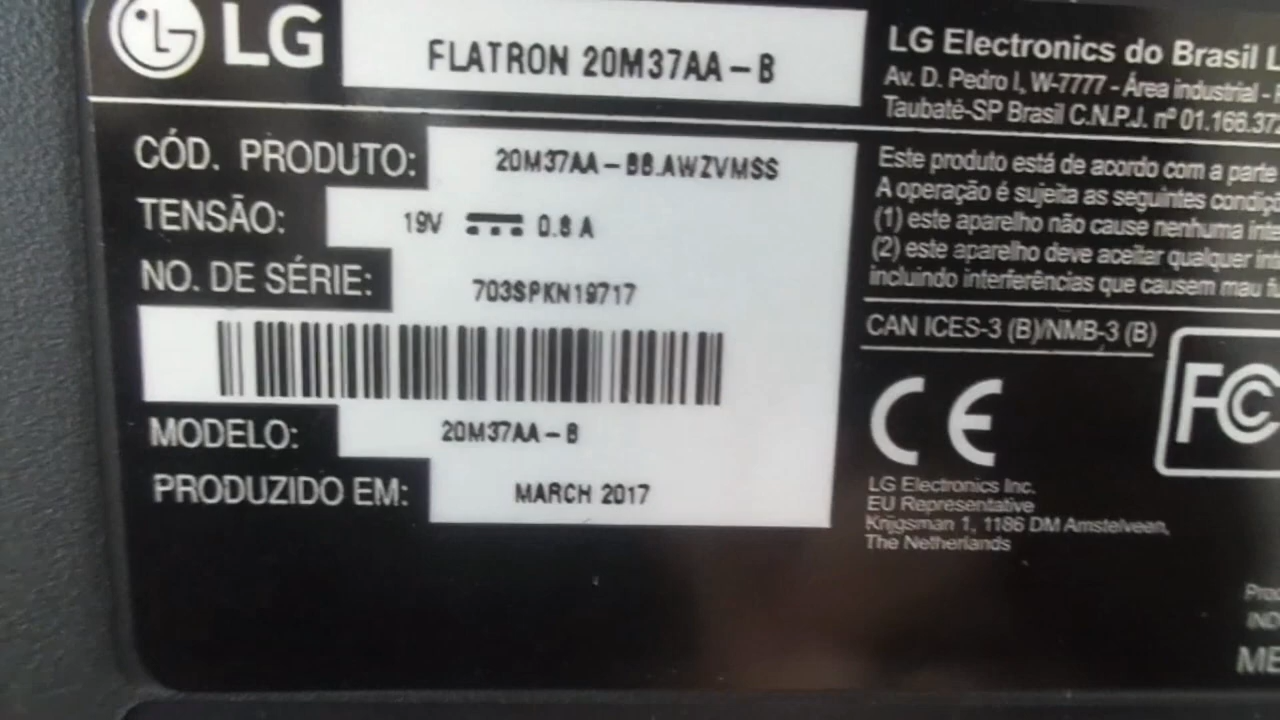 LG
FLATRON 20M37AA-B
CÓD. PRODUTO: 20M37AA-BB.AWZVMSS
TENSÃO: 19V 0.8 A
NO. DE SÉRIE: 703SPKN19717
MODELO: 20M37AA-B
PRODUZIDO EM: MARCH 2017
LG Electronics do Brasil
Av. D. Pedro I, W-7777 - Área industrial -
Taubaté-SP Brasil C.N.P.J. nº 01.166.37
Este produto está de acordo com a parte
A operação é sujeita as seguintes
(1) este aparelho não cause nenhuma
(2) este aparelho deve aceitar qualquer
incluindo interferências que causem mau
CAN ICES-3 (B)/NMB-3 (B)
CE
FC
LG Electronics Inc.
EU Representative
Krijgsman 1, 1186 DM Amstelveen,
The Netherlands